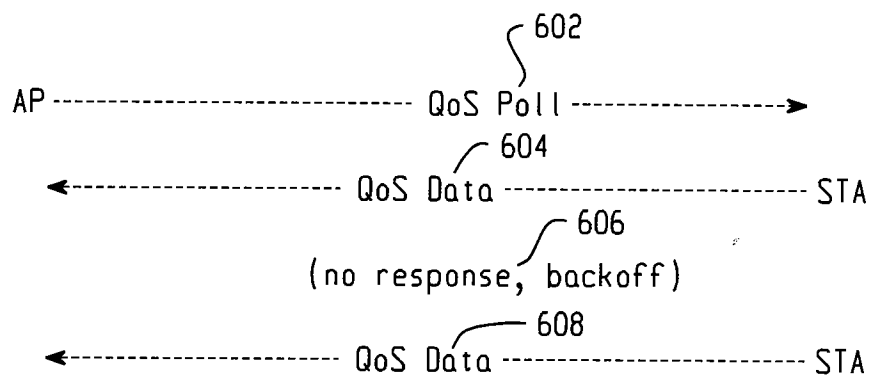 602
AP QoS Poll
604
QoS Data STA
606
(no response, backoff)
608
QoS Data STA